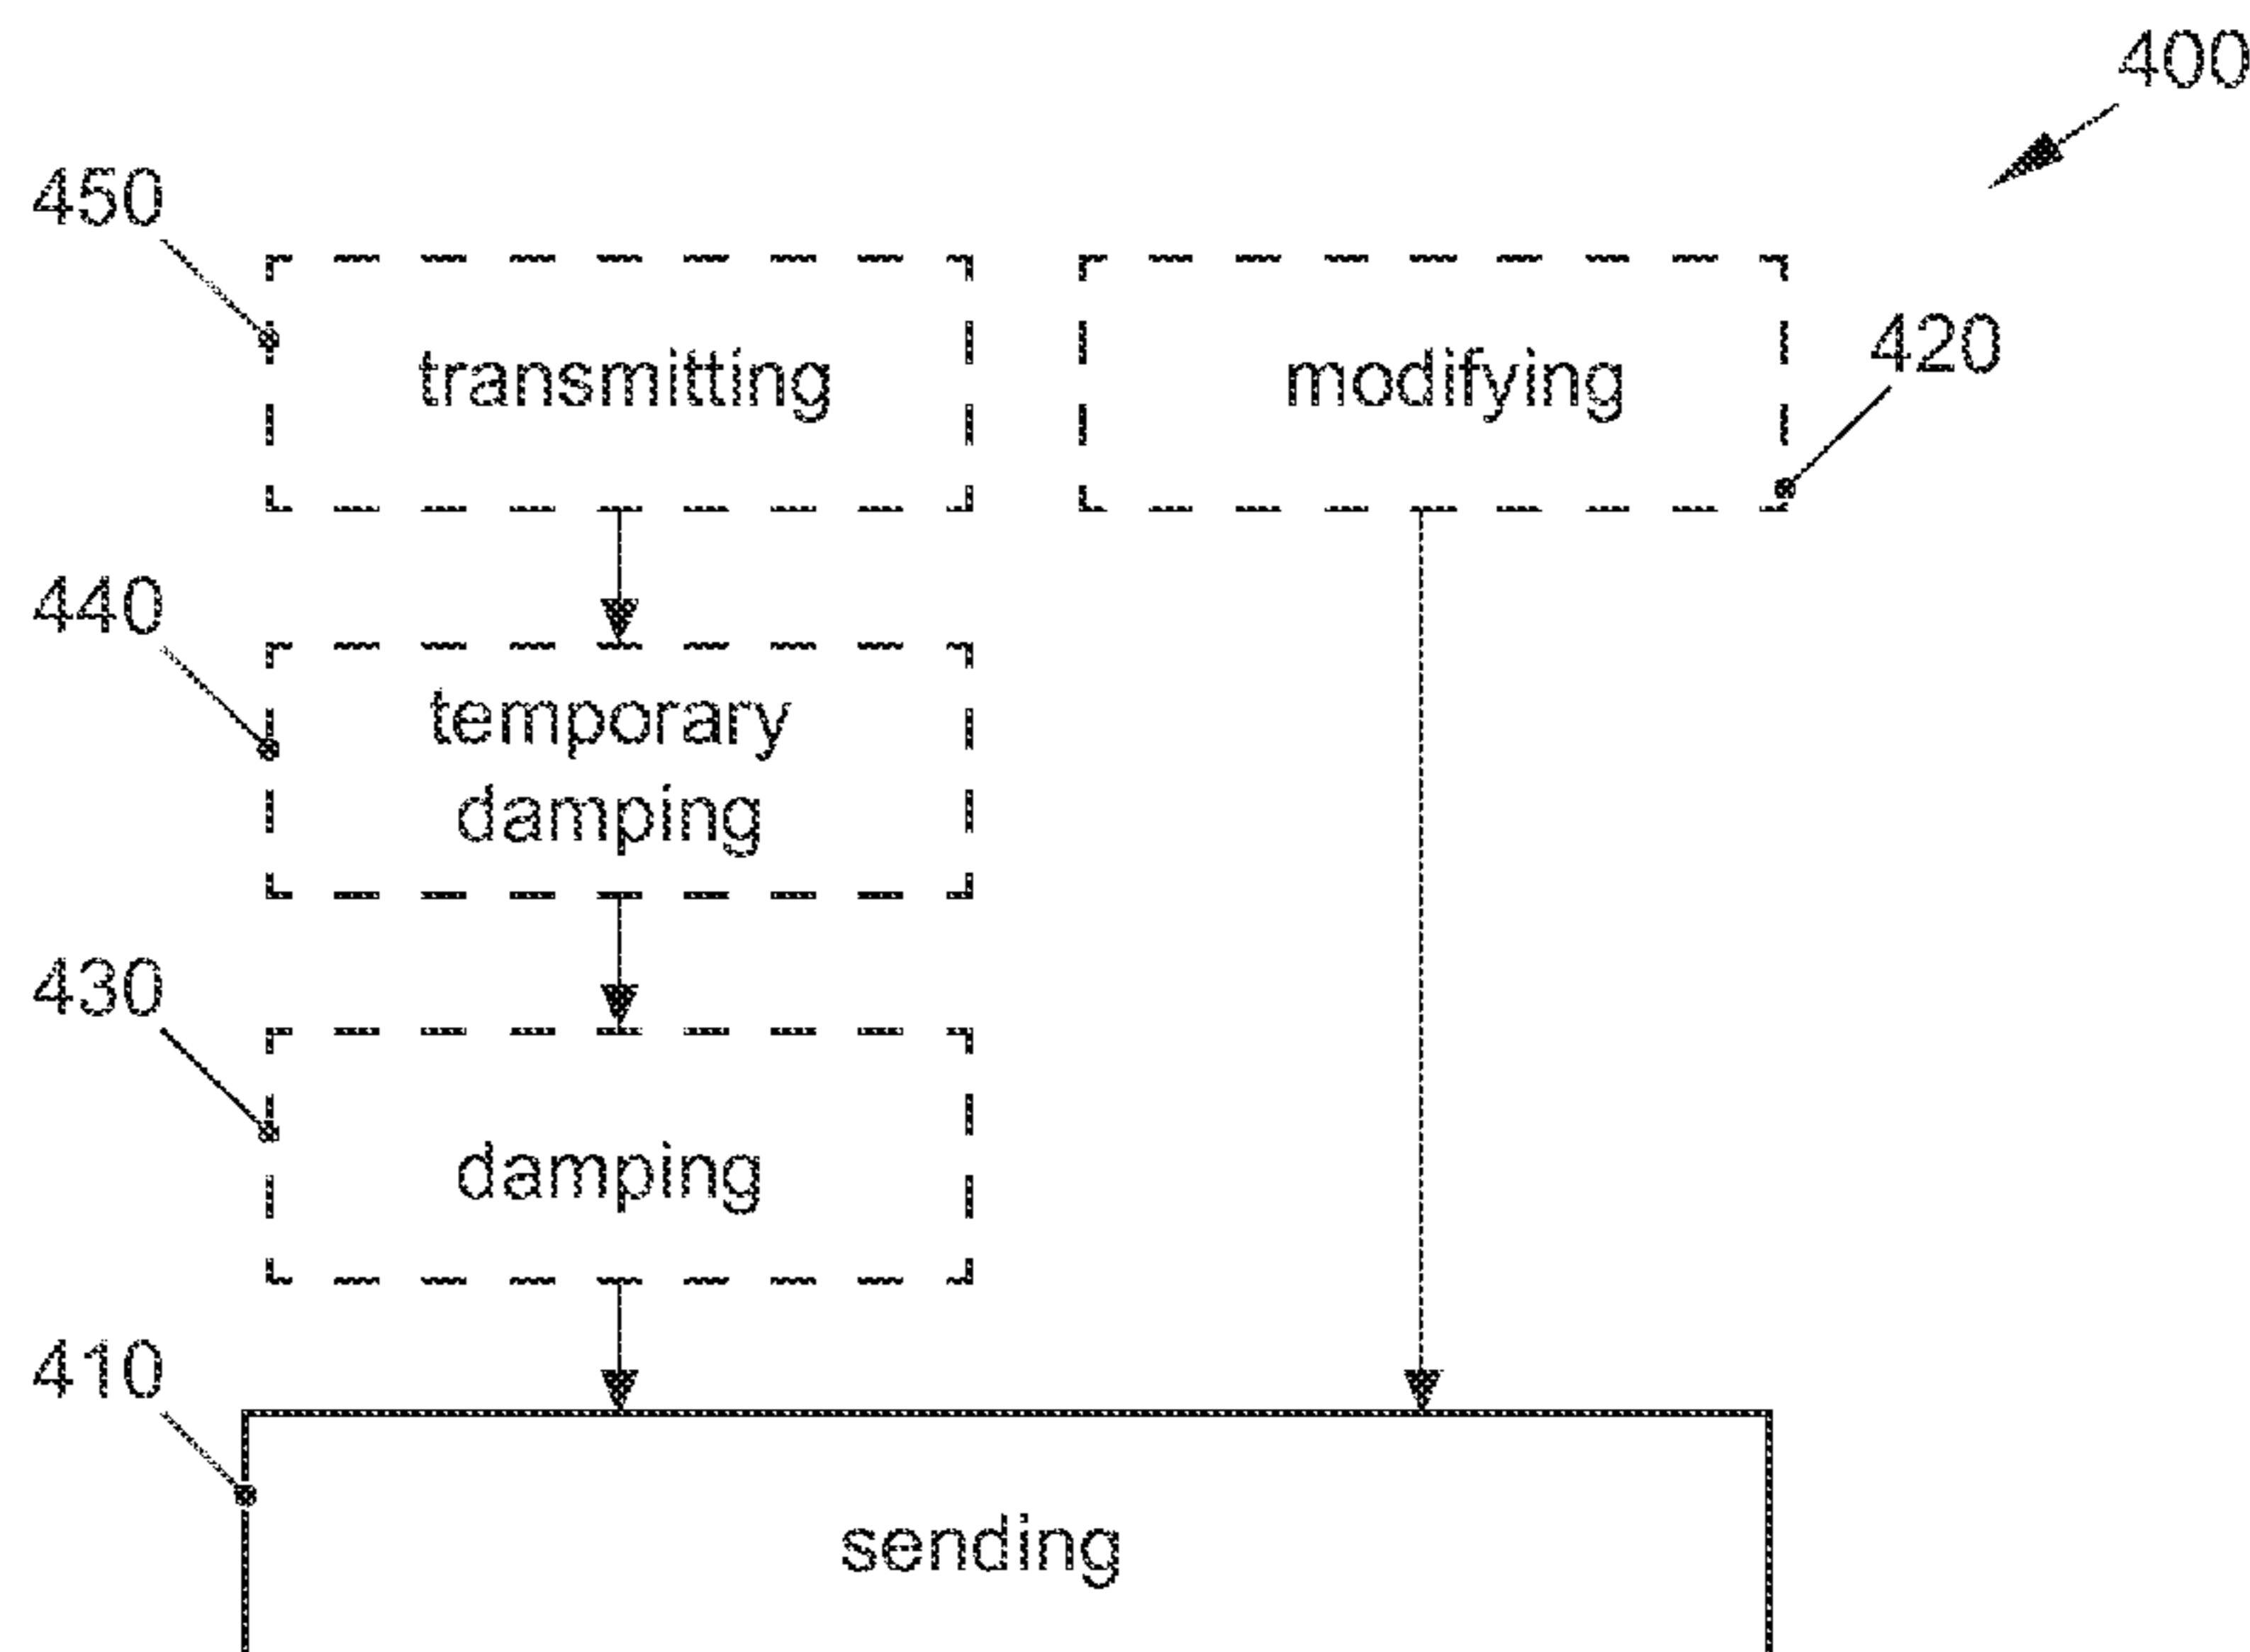 400
450
transmitting
modifying
420
440
temporary
damping
430
damping
410
sending